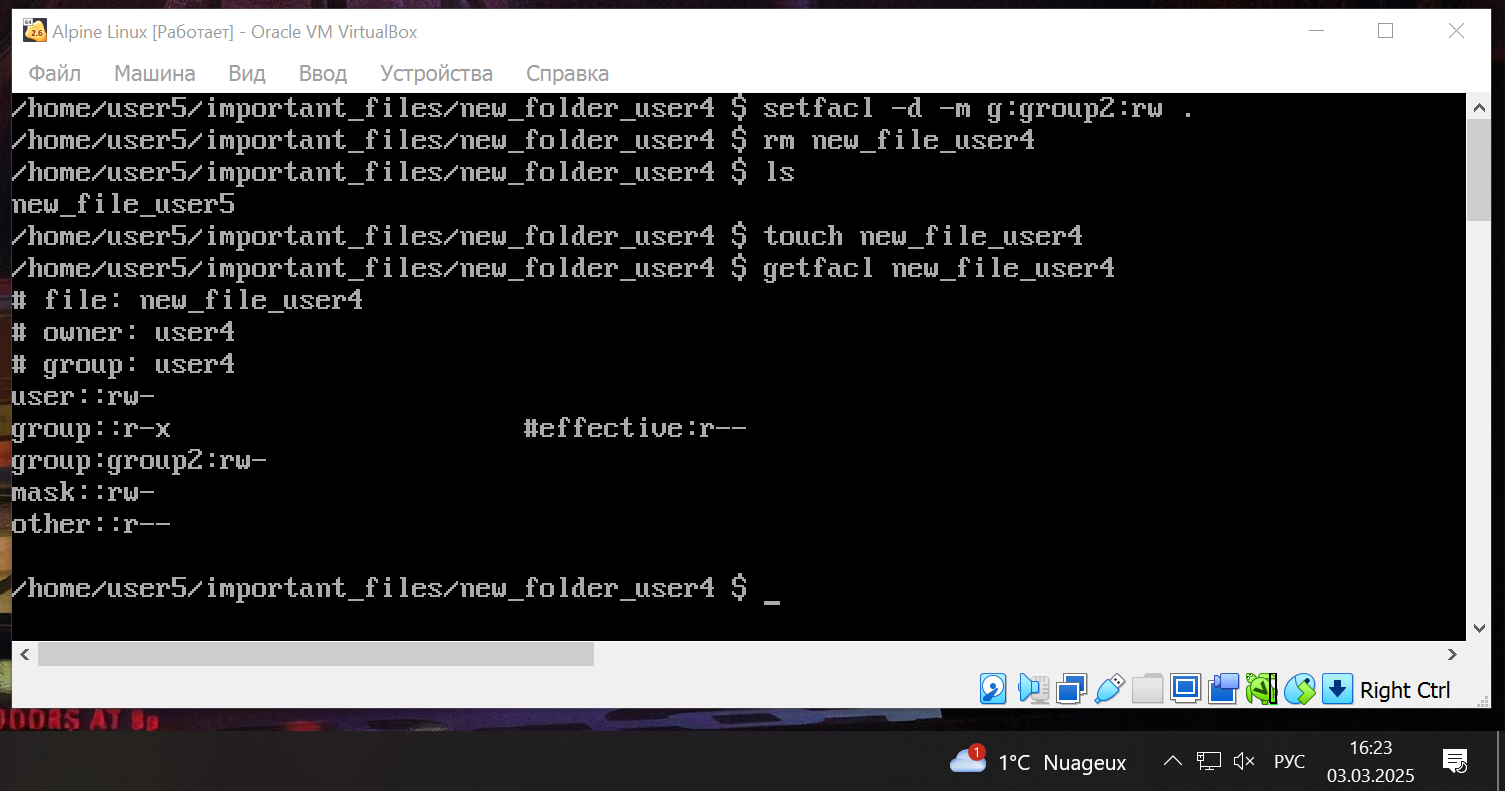 Alpine Linux [Работает] - Oracle VM VirtualBox
Файл Машина Вид Ввод Устройства Справка
/home/user5/important_files/new_folder_user4 $ setfacl -d -m g:group2:rw .
/home/user5/important_files/new_folder_user4 $ rm new_file_user4
/home/user5/important_files/new_folder_user4 $ ls
new_file_user5
/home/user5/important_files/new_folder_user4 $ touch new_file_user4
/home/user5/important_files/new_folder_user4 $ getfacl new_file_user4
# file: new_file_user4
# owner: user4
# group: user4
user::rw-
group::r-x #effective:r--
group:group2:rw-
mask::rw-
other::r--
/home/user5/important_files/new_folder_user4 $ _
Right Ctrl
DOORS AT 8p
1 1°C Nuageux РУС 16:23
03.03.2025